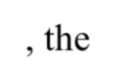 , the